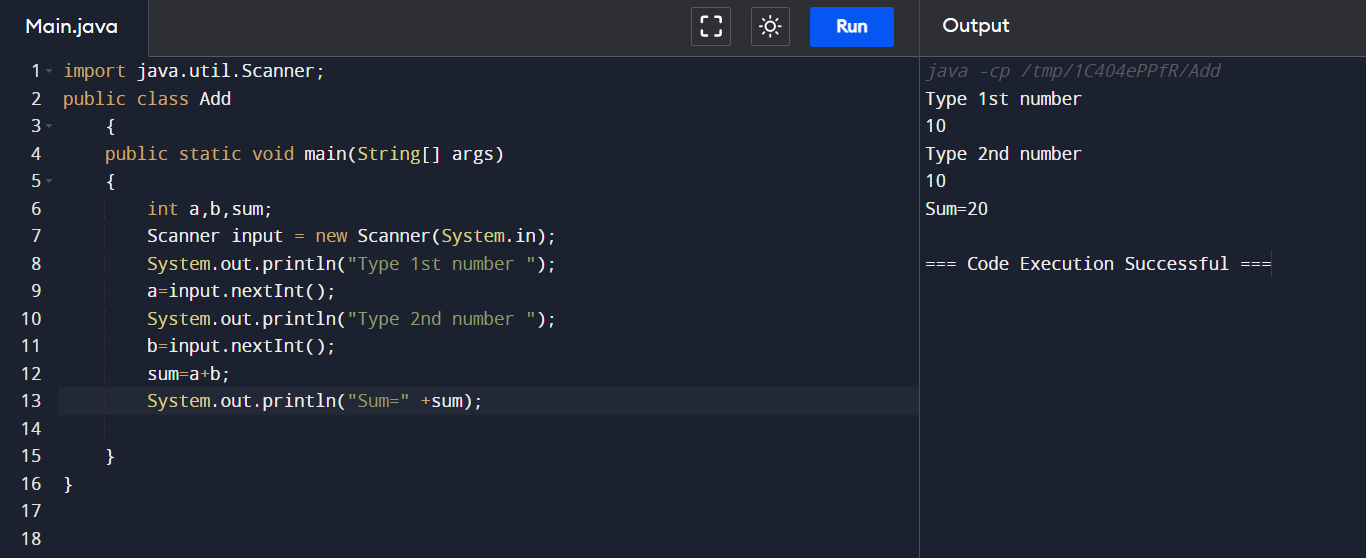 Main.java
Run
Output
1 import java.util.Scanner;
2 public class Add
3 {
4 public static void main(String[] args)
5 {
6 int a,b,sum;
7 Scanner input = new Scanner(System.in);
8 System.out.println("Type 1st number ");
9 a=input.nextInt();
10 System.out.println("Type 2nd number ");
11 b=input.nextInt();
12 sum=a+b;
13 System.out.println("Sum=" +sum);
14
15 }
16 }
17
18
java -cp /tmp/1C404ePPfR/Add
Type 1st number
10
Type 2nd number
10
Sum=20
=== Code Execution Successful ===